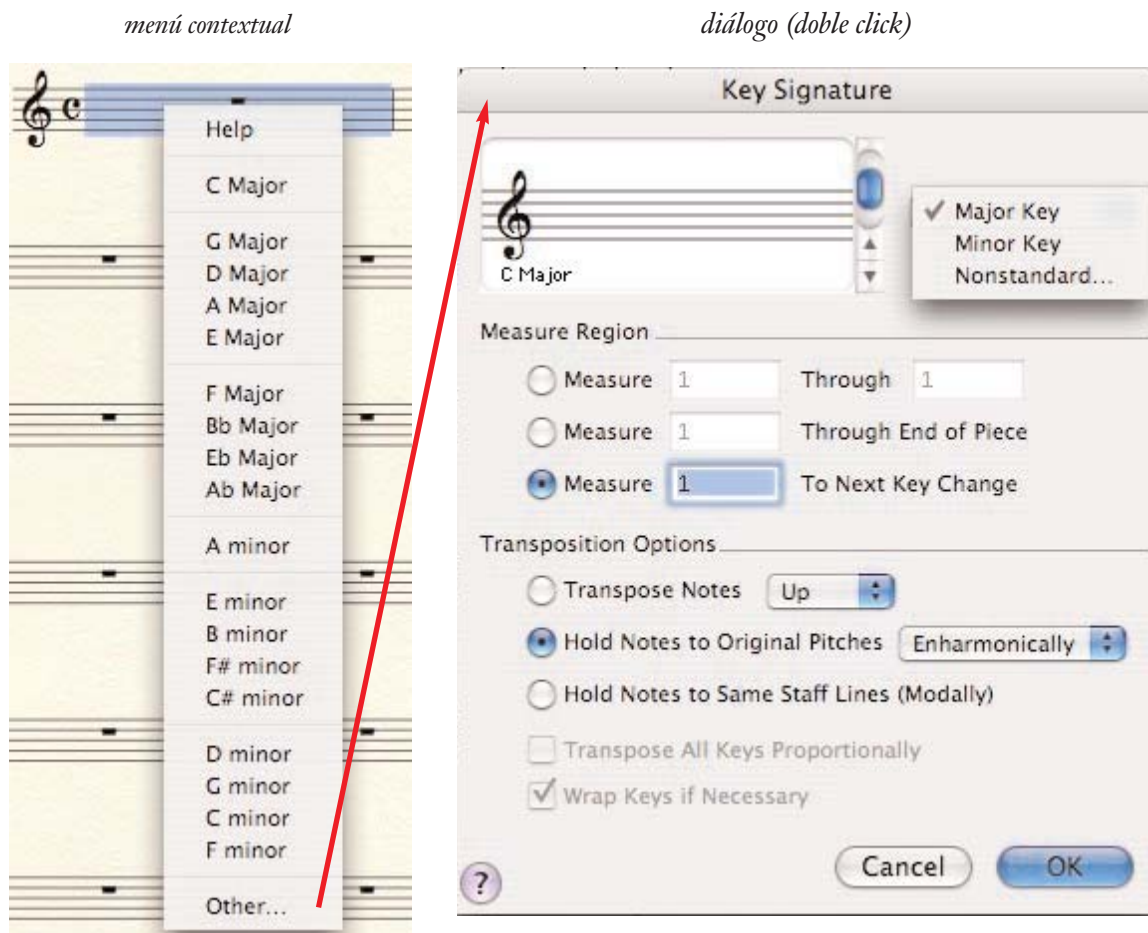 menú contextual
diálogo (doble click)
Help
C Major
G Major
D Major
A Major
E Major
F Major
Bb Major
Eb Major
Ab Major
A minor
E minor
B minor
F# minor
C# minor
D minor
G minor
C minor
F minor
Other...
Key Signature
C Major
Major Key
Minor Key
Nonstandard...
Measure Region
Measure 1 Through 1
Measure 1 Through End of Piece
Measure 1 To Next Key Change
Transposition Options
Transpose Notes Up
Hold Notes to Original Pitches Enharmonically
Hold Notes to Same Staff Lines (Modally)
Transpose All Keys Proportionally
Wrap Keys if Necessary
? Cancel OK